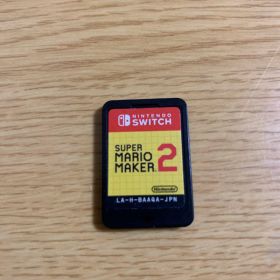 NINTENDO
SWITCH
SUPER
MARIO
MAKER 2
Nintendo
LA-H-BAAQA-JPN